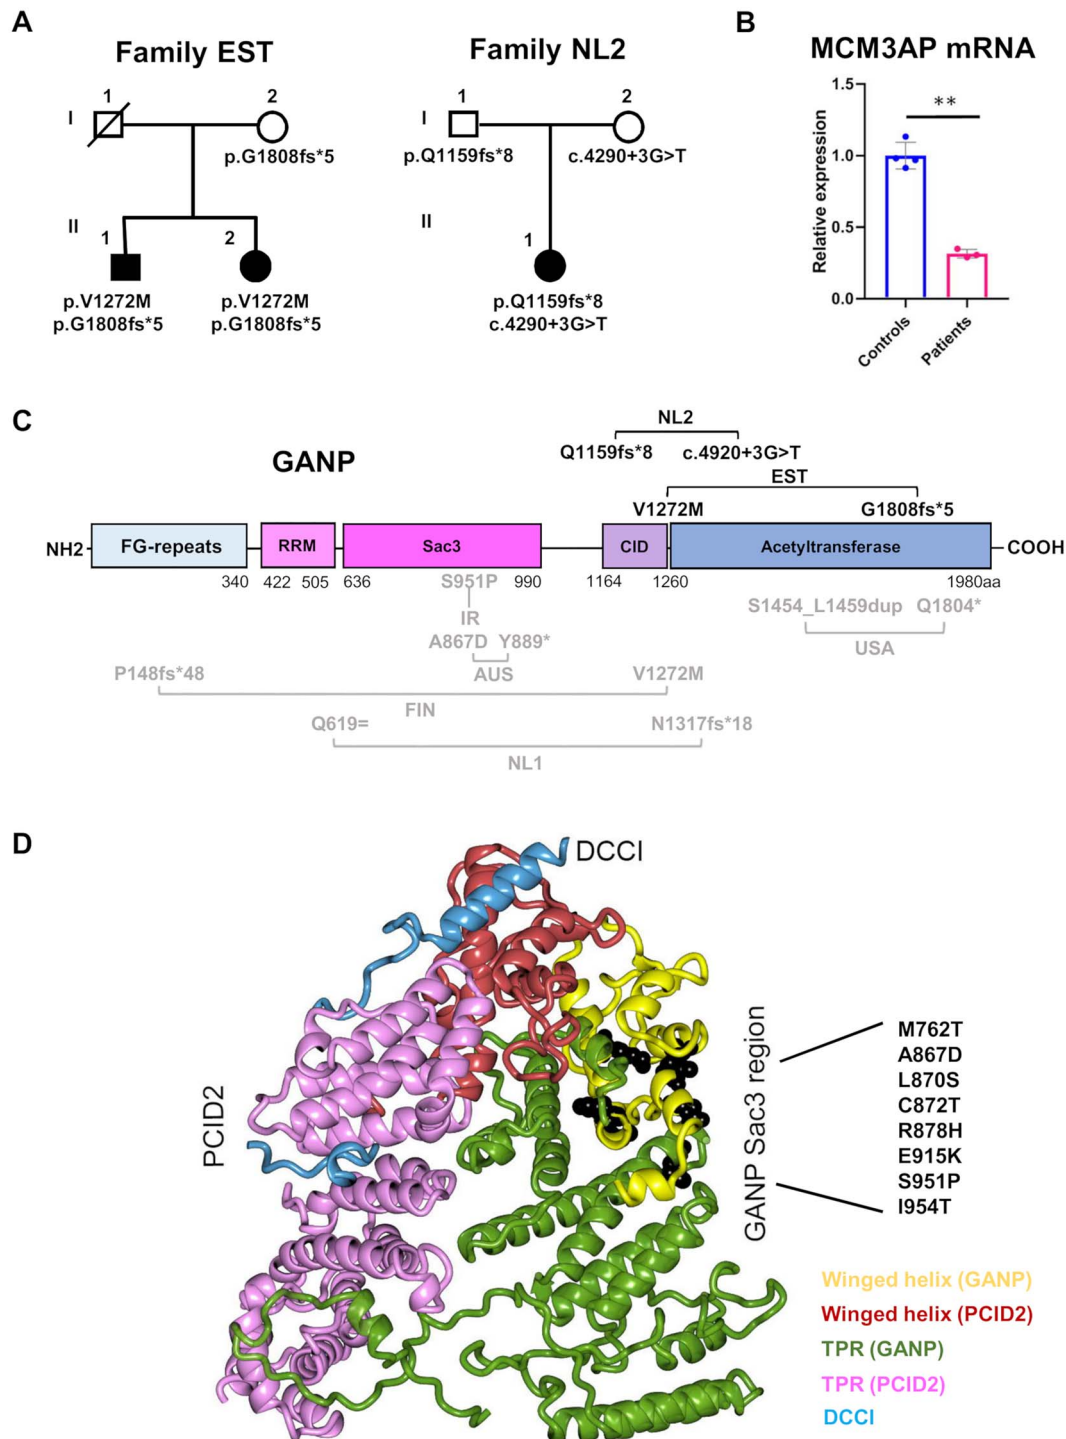 A
Family EST
1
2
I
p.G1808fs*5
II
1
2
p.V1272M
p.G1808fs*5
p.V1272M
p.G1808fs*5
Family NL2
1
2
I
p.Q1159fs*8
c.4290+3G>T
II
1
p.Q1159fs*8
c.4290+3G>T
B
MCM3AP mRNA
Relative expression
1.5
1.0
0.5
0.0
**
Controls
Patients
C
GANP
NL2
Q1159fs*8
c.4920+3G>T
EST
V1272M
G1808fs*5
NH2
FG-repeats
RRM
Sac3
CID
Acetyltransferase
COOH
340
422
505
636
990
1164
1260
1980aa
S951P
IR
A867D
Y889*
AUS
S1454_L1459dup
Q1804*
USA
P148fs*48
V1272M
FIN
Q619=
N1317fs*18
NL1
D
DCCI
PCID2
GANP Sac3 region
M762T
A867D
L870S
C872T
R878H
E915K
S951P
I954T
Winged helix (GANP)
Winged helix (PCID2)
TPR (GANP)
TPR (PCID2)
DCCI